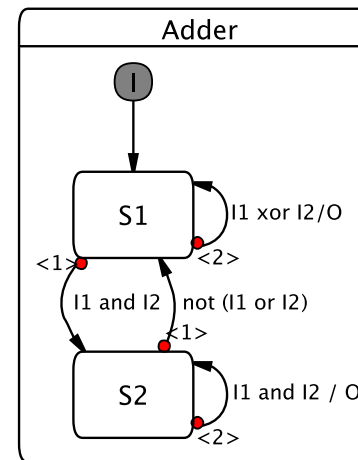 Adder
I
S1
I1 xor I2/O
<1>
<2>
I1 and I2
not (I1 or I2)
<1>
S2
I1 and I2 / O
<2>